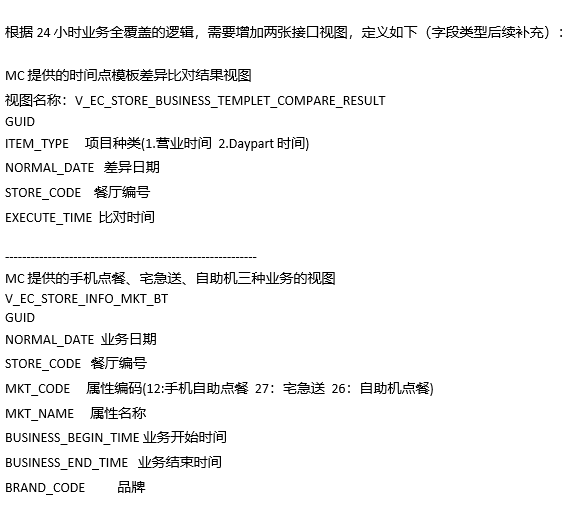 根据 24 小时业务全覆盖的逻辑，需要增加两张接口视图，定义如下（字段类型后续补充）：
MC 提供的时间点模板差异比对结果视图
视图名称：V_EC_STORE_BUSINESS_TEMPLET_COMPARE_RESULT
GUID
ITEM_TYPE 项目种类(1.营业时间 2.Daypart 时间)
NORMAL_DATE 差异日期
STORE_CODE 餐厅编号
EXECUTE_TIME 比对时间
------------------------------------------------------------
MC 提供的手机点餐、宅急送、自助机三种业务的视图
V_EC_STORE_INFO_MKT_BT
GUID
NORMAL_DATE 业务日期
STORE_CODE 餐厅编号
MKT_CODE 属性编码(12:手机自助点餐 27：宅急送 26：自助机点餐)
MKT_NAME 属性名称
BUSINESS_BEGIN_TIME 业务开始时间
BUSINESS_END_TIME 业务结束时间
BRAND_CODE 品牌